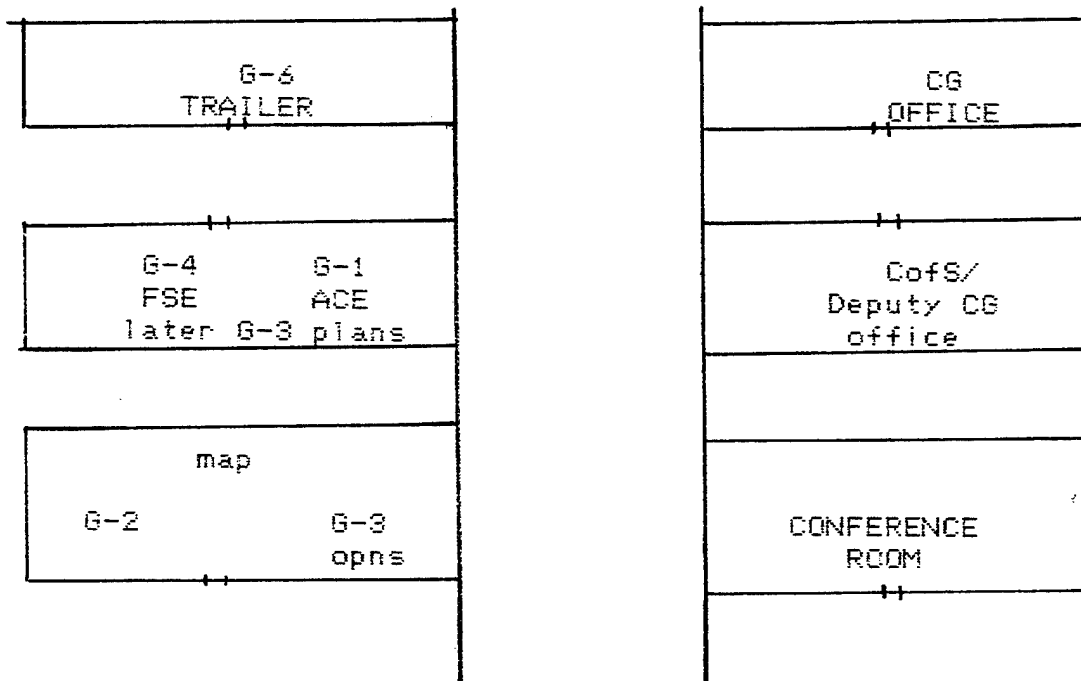 G-6
TRAILER
CG
OFFICE
G-4 G-1
FSE ACE
later G-3 plans
CofS/
Deputy CG
office
map
G-2 G-3
opns
CONFERENCE
ROOM